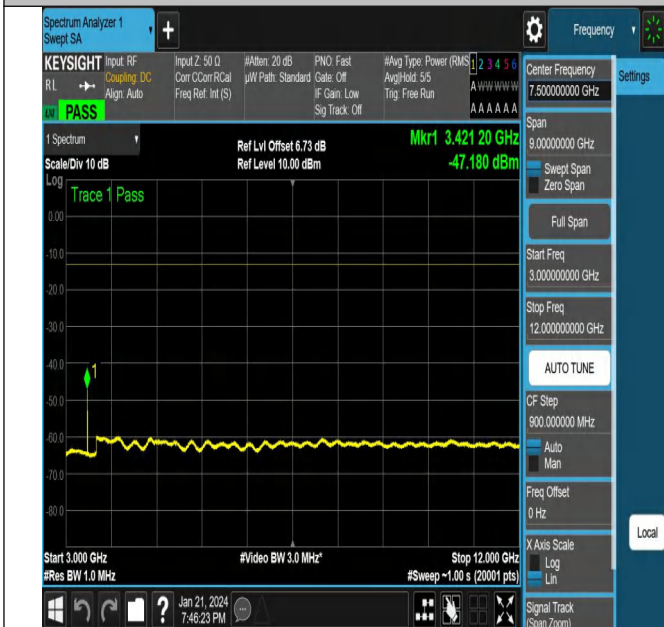 Spectrum Analyzer 1
Swept SA
Frequency
KEYSIGHT
RL
PASS
Input: RF
Coupling: DC
Align: Auto
Input Z: 50 Ω
Corr CCorr RCal
Freq Ref: Int (S)
#Atten: 20 dB
µW Path: Standard
PNO: Fast
Gate: Off
IF Gain: Low
Sig Track: Off
#Avg Type: Power (RMS
Avg|Hold: 5/5
Trig: Free Run
1 2 3 4 5 6
A W W W W W
A A A A A A
1 Spectrum
Scale/Div 10 dB
Log
Ref Lvl Offset 6.73 dB
Ref Level 10.00 dBm
Mkr1 3.421 20 GHz
-47.180 dBm
Trace 1 Pass
0.00
-10.0
-20.0
-30.0
-40.0
-50.0
-60.0
-70.0
-80.0
1
Start 3.000 GHz
#Res BW 1.0 MHz
#Video BW 3.0 MHz*
Stop 12.000 GHz
#Sweep ~1.00 s (20001 pts)
Jan 21, 2024
7:46:23 PM
Center Frequency
7.500000000 GHz
Settings
Span
9.00000000 GHz
Swept Span
Zero Span
Full Span
Start Freq
3.000000000 GHz
Stop Freq
12.000000000 GHz
AUTO TUNE
CF Step
900.000000 MHz
Auto
Man
Freq Offset
0 Hz
Local
X Axis Scale
Log
Lin
Signal Track
(Span Zoom)